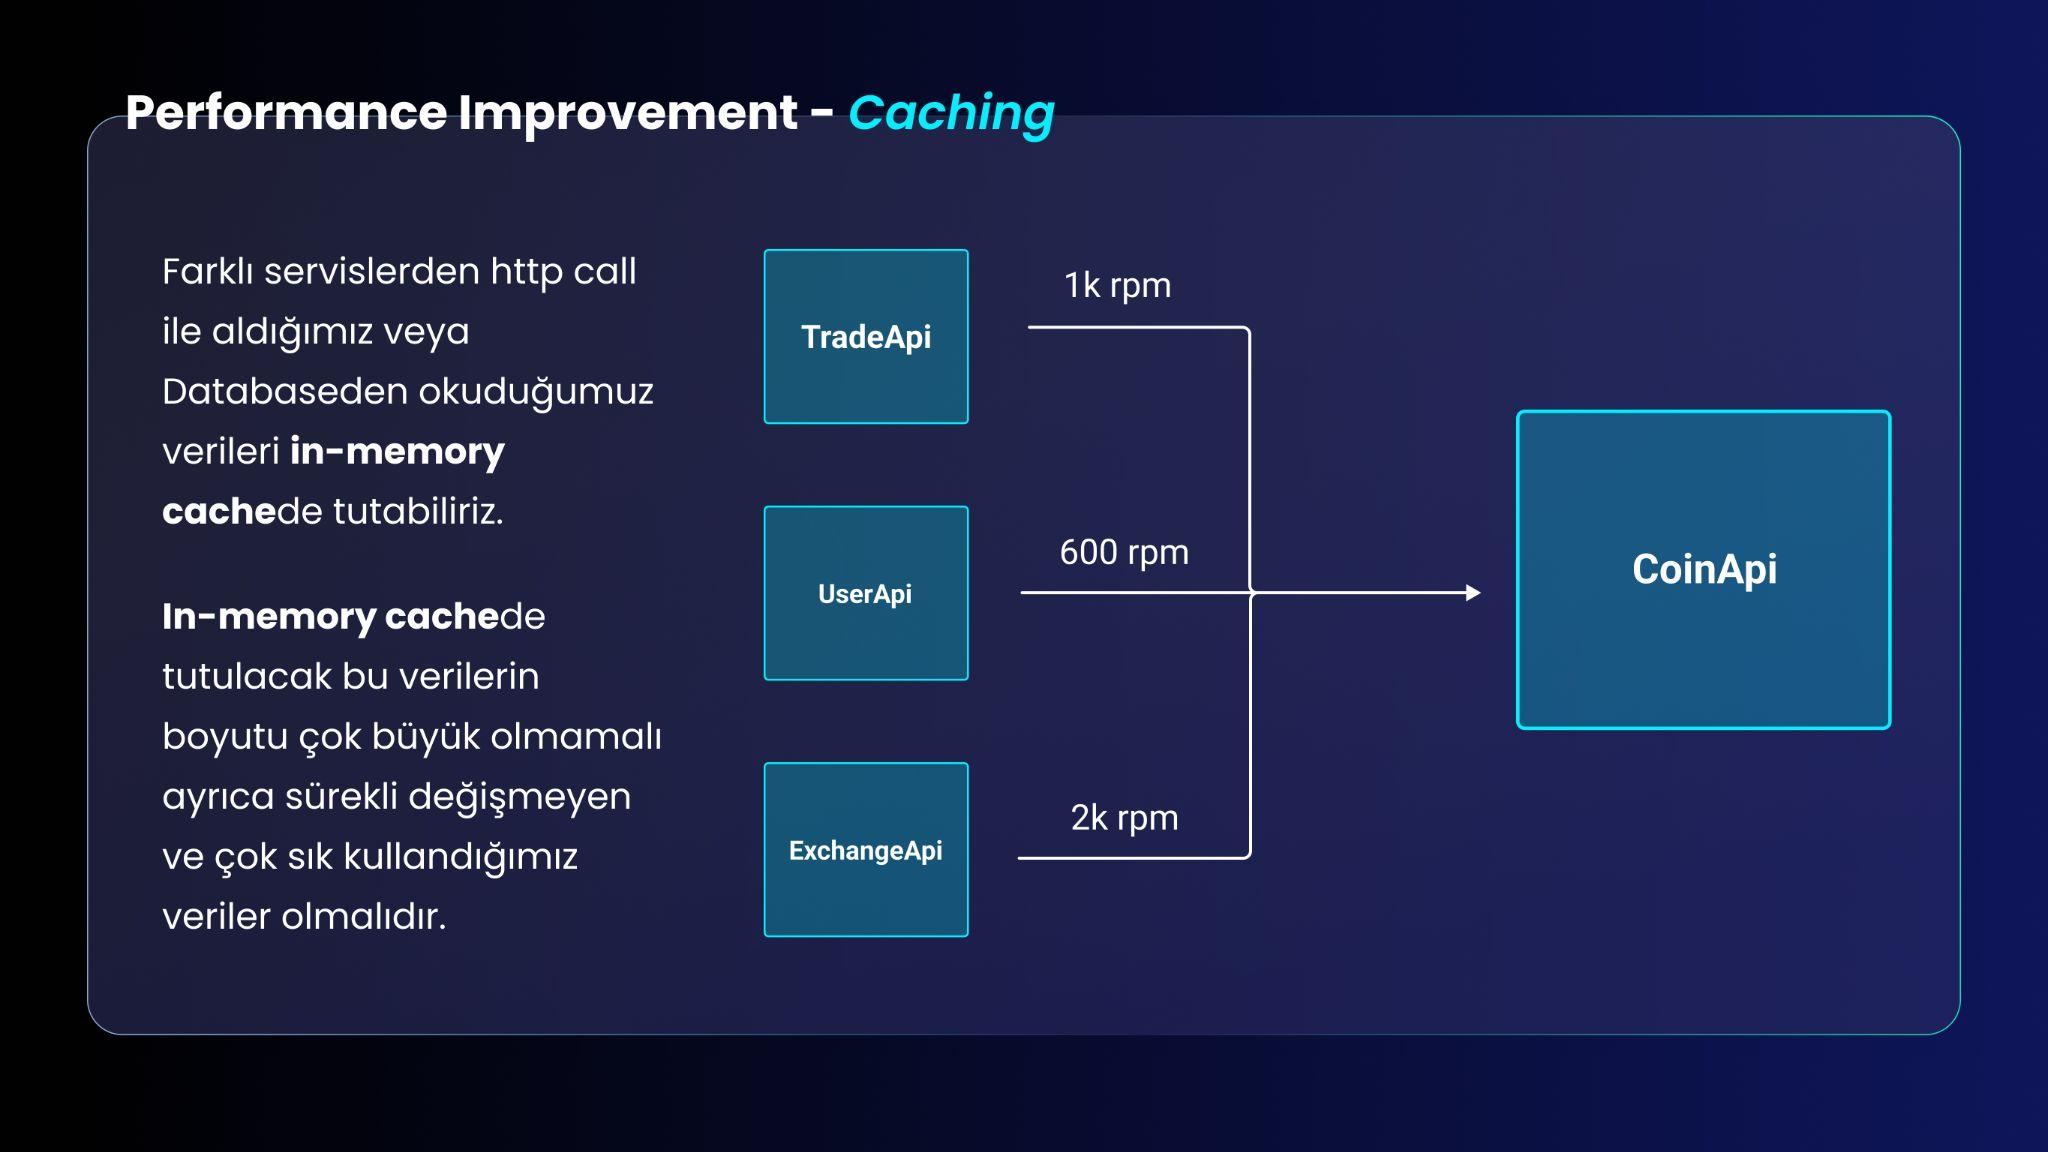 Performance Improvement - Caching
Farklı servislerden http call
ile aldığımız veya
Databaseden okuduğumuz
verileri in-memory
cachede tutabiliriz.
In-memory cachede
tutulacak bu verilerin
boyutu çok büyük olmamalı
ayrıca sürekli değişmeyen
ve çok sık kullandığımız
veriler olmalıdır.
TradeApi
1k rpm
UserApi
600 rpm
ExchangeApi
2k rpm
CoinApi